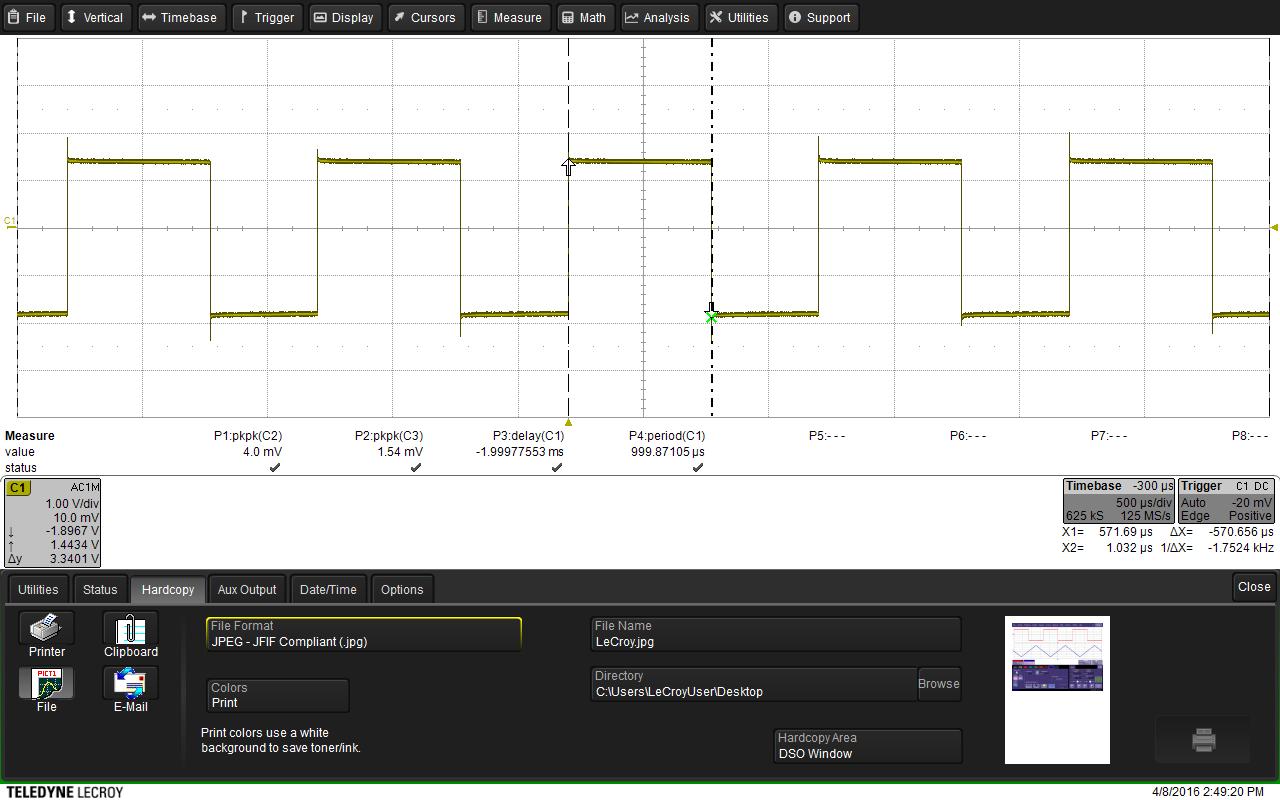 File Vertical Timebase Trigger Display Cursors Measure Math Analysis Utilities Support
C1
Measure P1:pkpk(C2) P2:pkpk(C3) P3:delay(C1) P4:period(C1) P5:- - - P6:- - - P7:- - - P8:- - -
value 4.0 mV 1.54 mV -1.99977553 ms 999.87105 µs
status
C1 AC1M
1.00 V/div
10.0 mV
↓ -1.8967 V
↑ 1.4434 V
Δy 3.3401 V
Timebase -300 µs
500 µs/div
625 kS 125 MS/s
Trigger C1 DC
Auto -20 mV
Edge Positive
X1= 571.69 µs ΔX= -570.656 µs
X2= 1.032 µs 1/ΔX= -1.7524 kHz
Utilities Status Hardcopy Aux Output Date/Time Options Close
Printer Clipboard
PICT1
File E-Mail
File Format
JPEG - JFIF Compliant (.jpg)
Colors
Print
Print colors use a white
background to save toner/ink.
File Name
LeCroy.jpg
Directory
C:\Users\LeCroyUser\Desktop
Browse
Hardcopy Area
DSO Window
TELEDYNE LECROY 4/8/2016 2:49:20 PM